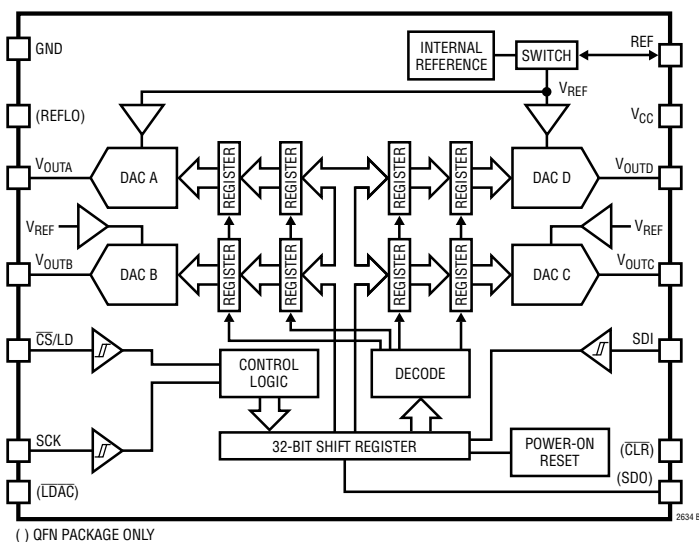 GND
INTERNAL
REFERENCE
SWITCH
REF
VREF
(REFLO)
VCC
VOUTA
DAC A
REGISTER
REGISTER
REGISTER
REGISTER
DAC D
VOUTD
VREF
VREF
VOUTB
DAC B
REGISTER
REGISTER
REGISTER
REGISTER
DAC C
VOUTC
CS/LD
CONTROL
LOGIC
DECODE
SDI
SCK
32-BIT SHIFT REGISTER
POWER-ON
RESET
(CLR)
(SDO)
(LDAC)
2634 B
( ) QFN PACKAGE ONLY